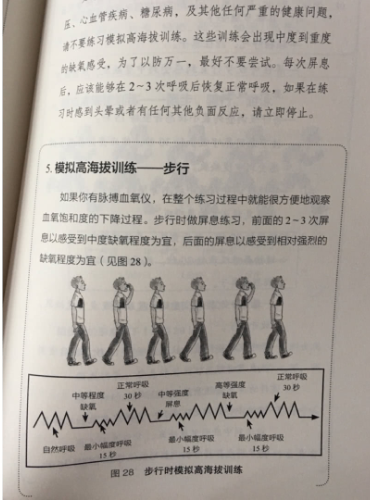 压、心血管疾病、糖尿病，及其他任何严重的健康问题，
请不要练习模拟高海拔训练。这些训练会出现中度到重度
的缺氧感受，为了以防万一，最好不要尝试。每次屏息
后，应该能够在 2~3 次呼吸后恢复正常呼吸，如果在练
习时感到头晕或者有任何其他负面反应，请立即停止。
5. 模拟高海拔训练——步行
如果你有脉搏血氧仪，在整个练习过程中就能很方便地观察
血氧饱和度的下降过程。步行时做屏息练习，前面的 2~3 次屏
息以感受到中度缺氧程度为宜，后面的屏息以感受到相对强烈的
缺氧程度为宜（见图 28）。
中等程度
缺氧
正常呼吸
30 秒
中等强度
屏息
高等强度
缺氧
正常呼吸
30 秒
自然呼吸
最小幅度呼吸
15 秒
最小幅度呼吸
15 秒
最小幅度呼吸
15 秒
图 28 步行时模拟高海拔训练